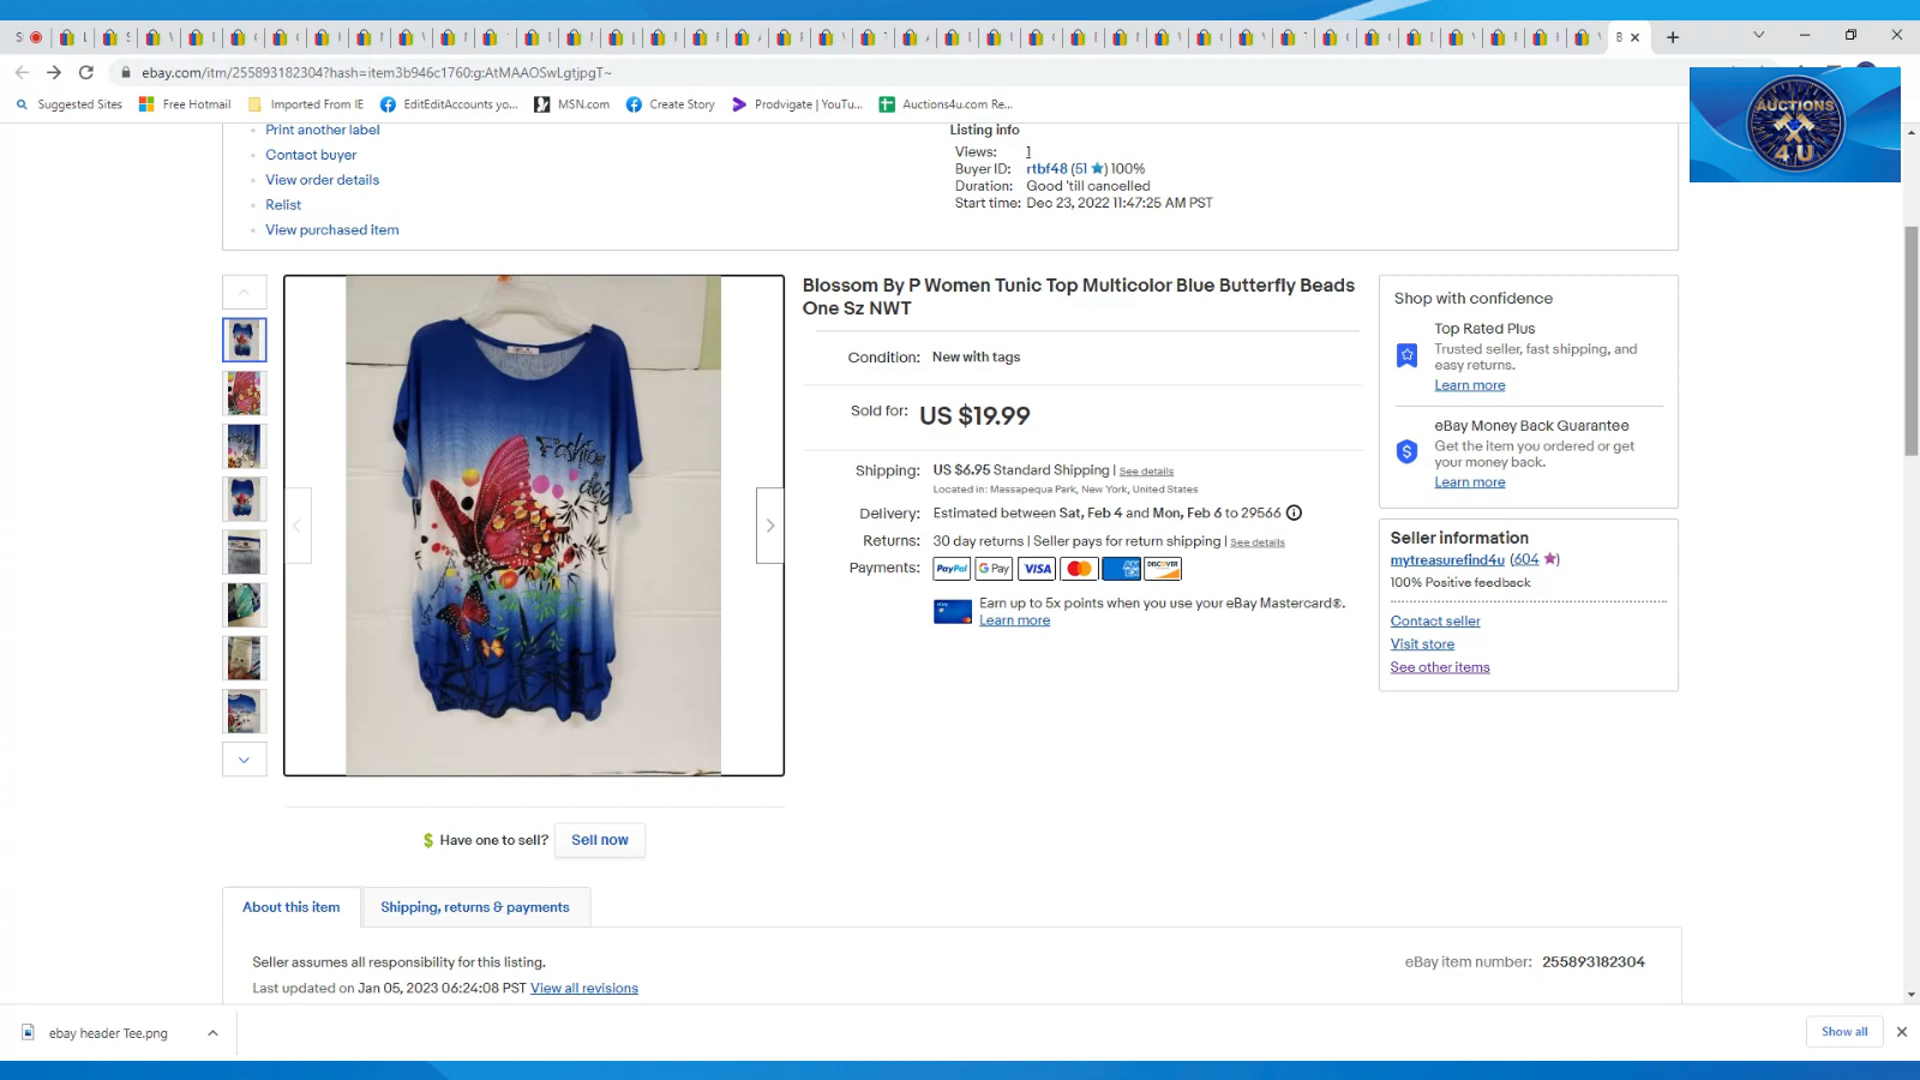 ebay.com/itm/255893182304?hash=item3b946c1760:g:AtMAAOSwLgtjpgT~
Suggested Sites
Free Hotmail
Imported From IE
EditEditAccounts yo...
MSN.com
Create Story
Prodvigate | YouTu...
Auctions4u.com Re...
AUCTIONS
4 U
Print another label
Contact buyer
View order details
Relist
View purchased item
Listing info
Views: 1
Buyer ID: rtbf48 (51 ) 100%
Duration: Good 'till cancelled
Start time: Dec 23, 2022 11:47:25 AM PST
Fashion
Blossom By P Women Tunic Top Multicolor Blue Butterfly Beads
One Sz NWT
Condition: New with tags
Sold for: US $19.99
Shipping: US $6.95 Standard Shipping | See details
Located in: Massapequa Park, New York, United States
Delivery: Estimated between Sat, Feb 4 and Mon, Feb 6 to 29566
Returns: 30 day returns | Seller pays for return shipping | See details
Payments: PayPal G Pay VISA DISCOVER
Earn up to 5x points when you use your eBay Mastercard®.
Learn more
Shop with confidence
Top Rated Plus
Trusted seller, fast shipping, and
easy returns.
Learn more
eBay Money Back Guarantee
Get the item you ordered or get
your money back.
Learn more
Seller information
mytreasurefind4u (604 )
100% Positive feedback
Contact seller
Visit store
See other items
$ Have one to sell? Sell now
About this item
Shipping, returns & payments
Seller assumes all responsibility for this listing.
Last updated on Jan 05, 2023 06:24:08 PST View all revisions
eBay item number: 255893182304
ebay header Tee.png
Show all